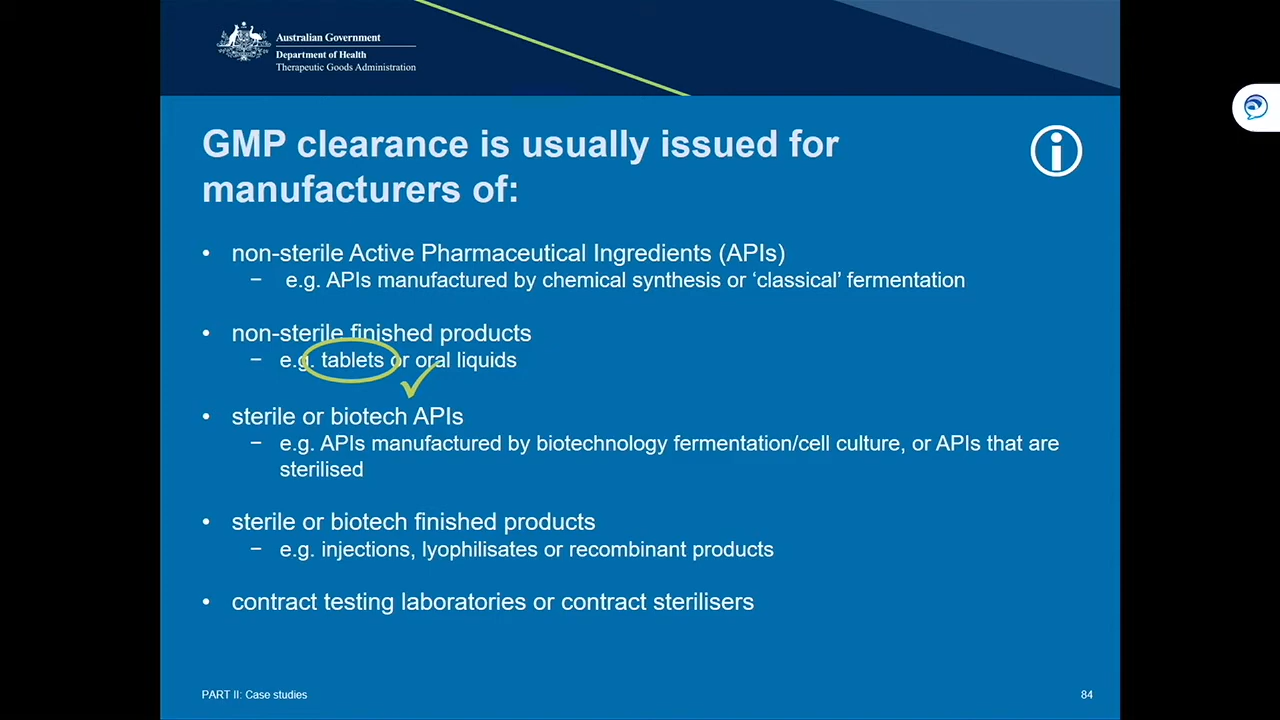 Australian Government
Department of Health
Therapeutic Goods Administration
GMP clearance is usually issued for
manufacturers of:
• non-sterile Active Pharmaceutical Ingredients (APIs)
– e.g. APIs manufactured by chemical synthesis or ‘classical’ fermentation
• non-sterile finished products
– e.g. tablets or oral liquids
• sterile or biotech APIs
– e.g. APIs manufactured by biotechnology fermentation/cell culture, or APIs that are
sterilised
• sterile or biotech finished products
– e.g. injections, lyophilisates or recombinant products
• contract testing laboratories or contract sterilisers
PART II: Case studies
84